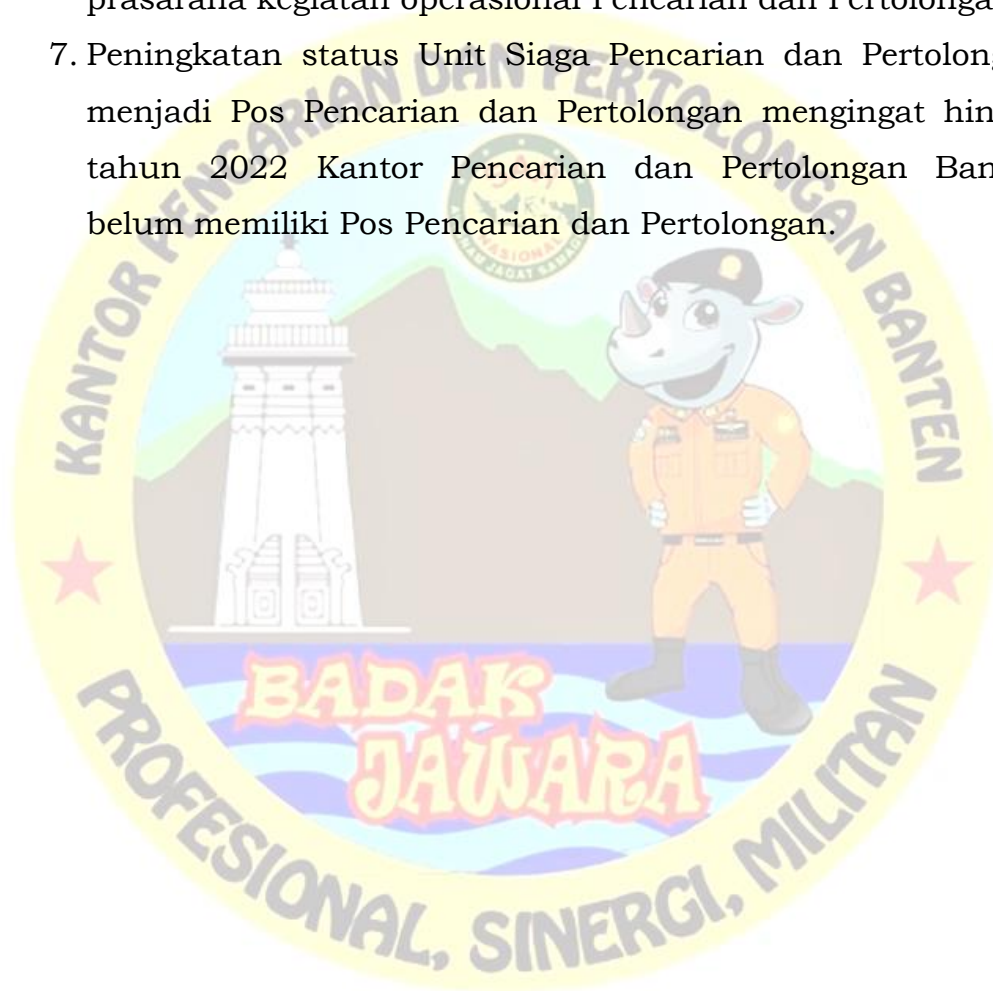 prasarana kegiatan operasional Pencarian dan Pertolonga
7. Peningkatan status Unit Siaga Pencarian dan Pertolong
menjadi Pos Pencarian dan Pertolongan mengingat hin
tahun 2022 Kantor Pencarian dan Pertolongan Ban
belum memiliki Pos Pencarian dan Pertolongan.
KANTOR PENCARIAN DAN PERTOLONGAN BANTEN
NASIONAL
BADAK
JAWARA
PROFESIONAL, SINERGI, MILITAN